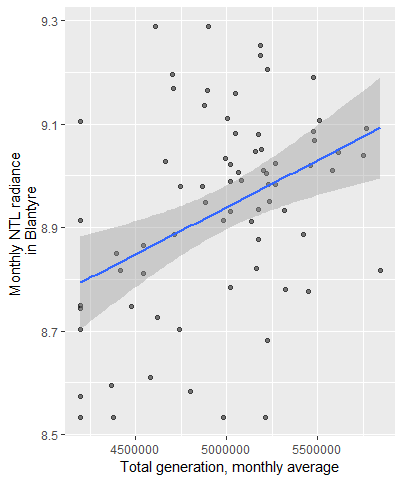 9.3
9.1
8.9
8.7
8.5
Monthly NTL radiance
in Blantyre
4500000 5000000 5500000
Total generation, monthly average